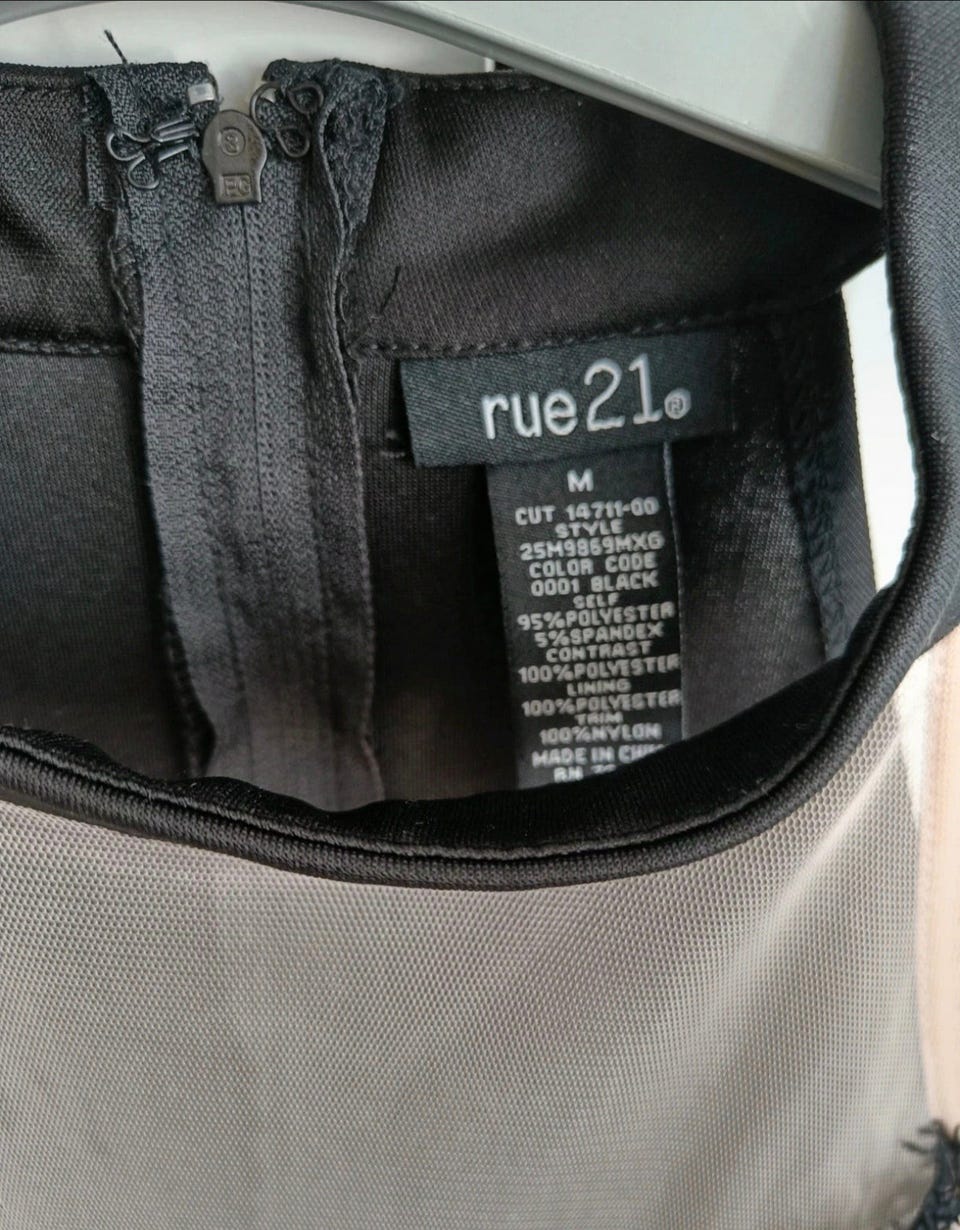 rue21®
M
CUT 14711-00
STYLE
25M9869MXG
COLOR CODE
0001 BLACK
SELF
95%POLYESTER
5%SPANDEX
CONTRAST
100%POLYESTER
LINING
100%POLYESTER
TRIM
100%NYLON
MADE IN
RN